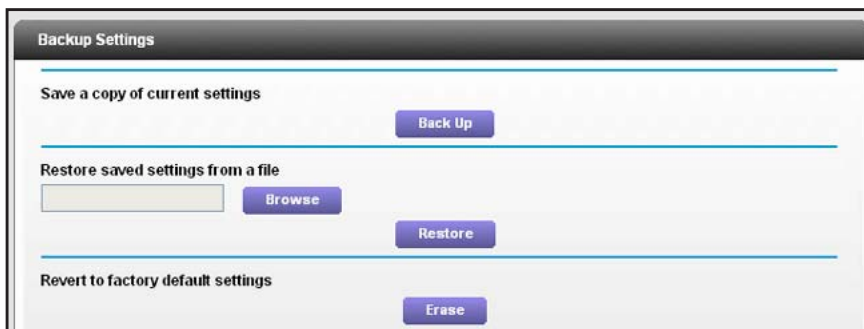 Backup Settings
Save a copy of current settings
Back Up
Restore saved settings from a file
Browse
Restore
Revert to factory default settings
Erase